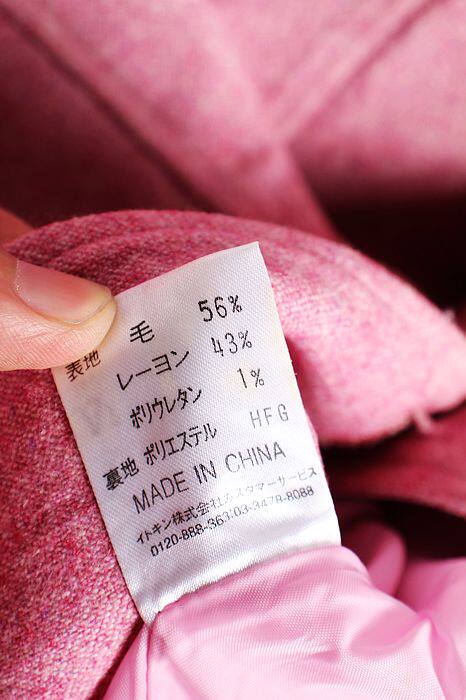 表地 毛 56%
レーヨン 43%
ポリウレタン 1%
裏地 ポリエステル HFG
MADE IN CHINA
イトキン株式会社カスタマーサービス
0120-888-363:03-3478-8088